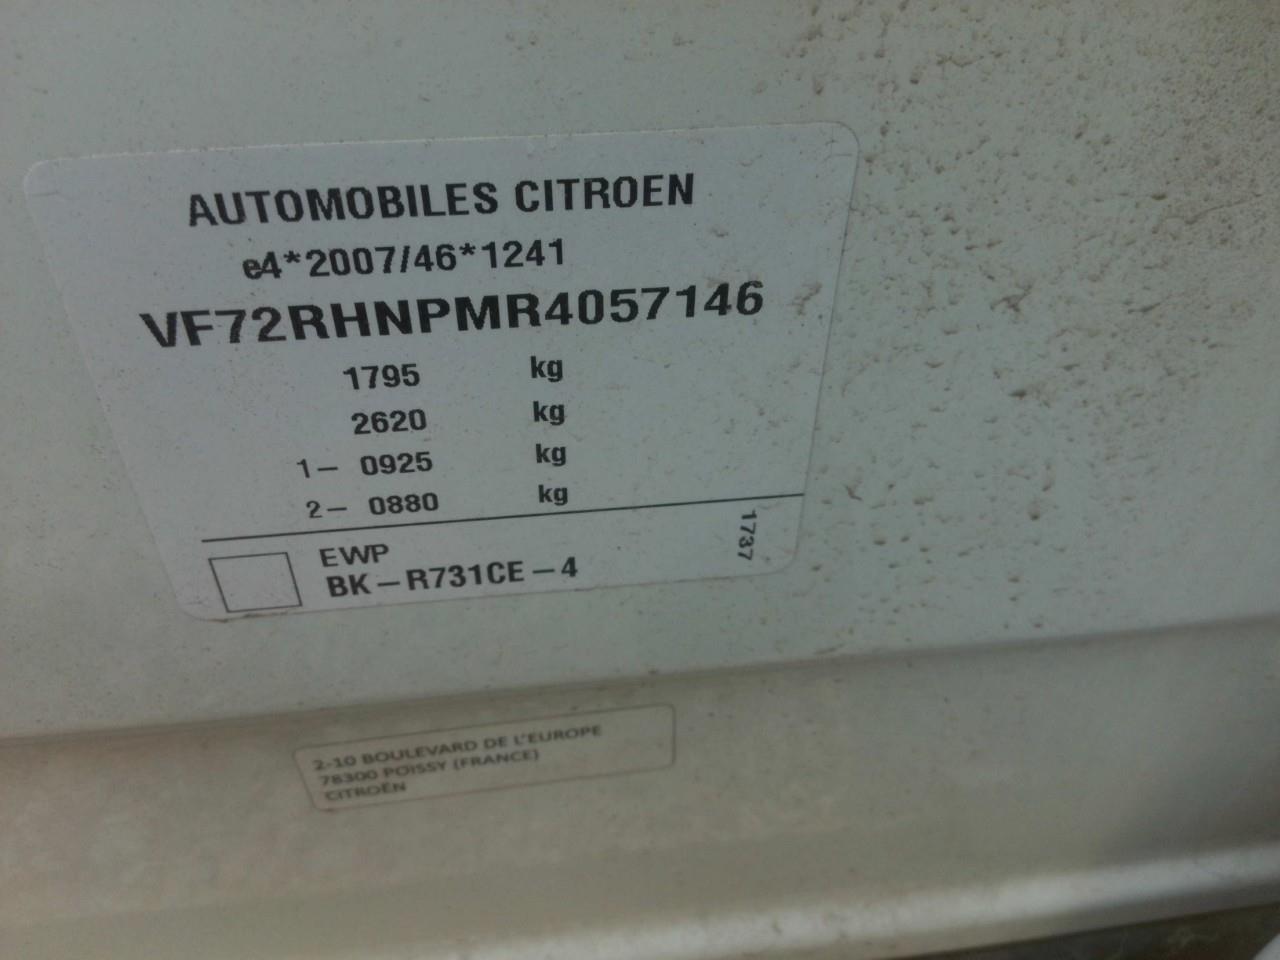 AUTOMOBILES CITROEN
e4*2007/46*1241
VF72RHNPMR4057146
1795 kg
2620 kg
1- 0925 kg
2- 0880 kg
EWP
BK-R731CE-4
1737
2-10 BOULEVARD DE L'EUROPE
78300 POISSY (FRANCE)
CITROËN